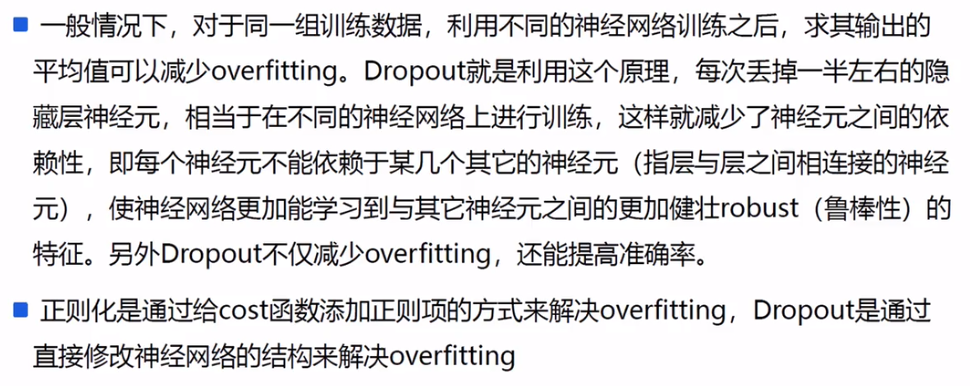 一般情况下，对于同一组训练数据，利用不同的神经网络训练之后，求其输出的
平均值可以减少overfitting。Dropout就是利用这个原理，每次丢掉一半左右的隐
藏层神经元，相当于在不同的神经网络上进行训练，这样就减少了神经元之间的依
赖性，即每个神经元不能依赖于某几个其它的神经元（指层与层之间相连接的神经
元），使神经网络更加能学习到与其它神经元之间的更加健壮robust（鲁棒性）的
特征。另外Dropout不仅减少overfitting，还能提高准确率。
正则化是通过给cost函数添加正则项的方式来解决overfitting，Dropout是通过
直接修改神经网络的结构来解决overfitting